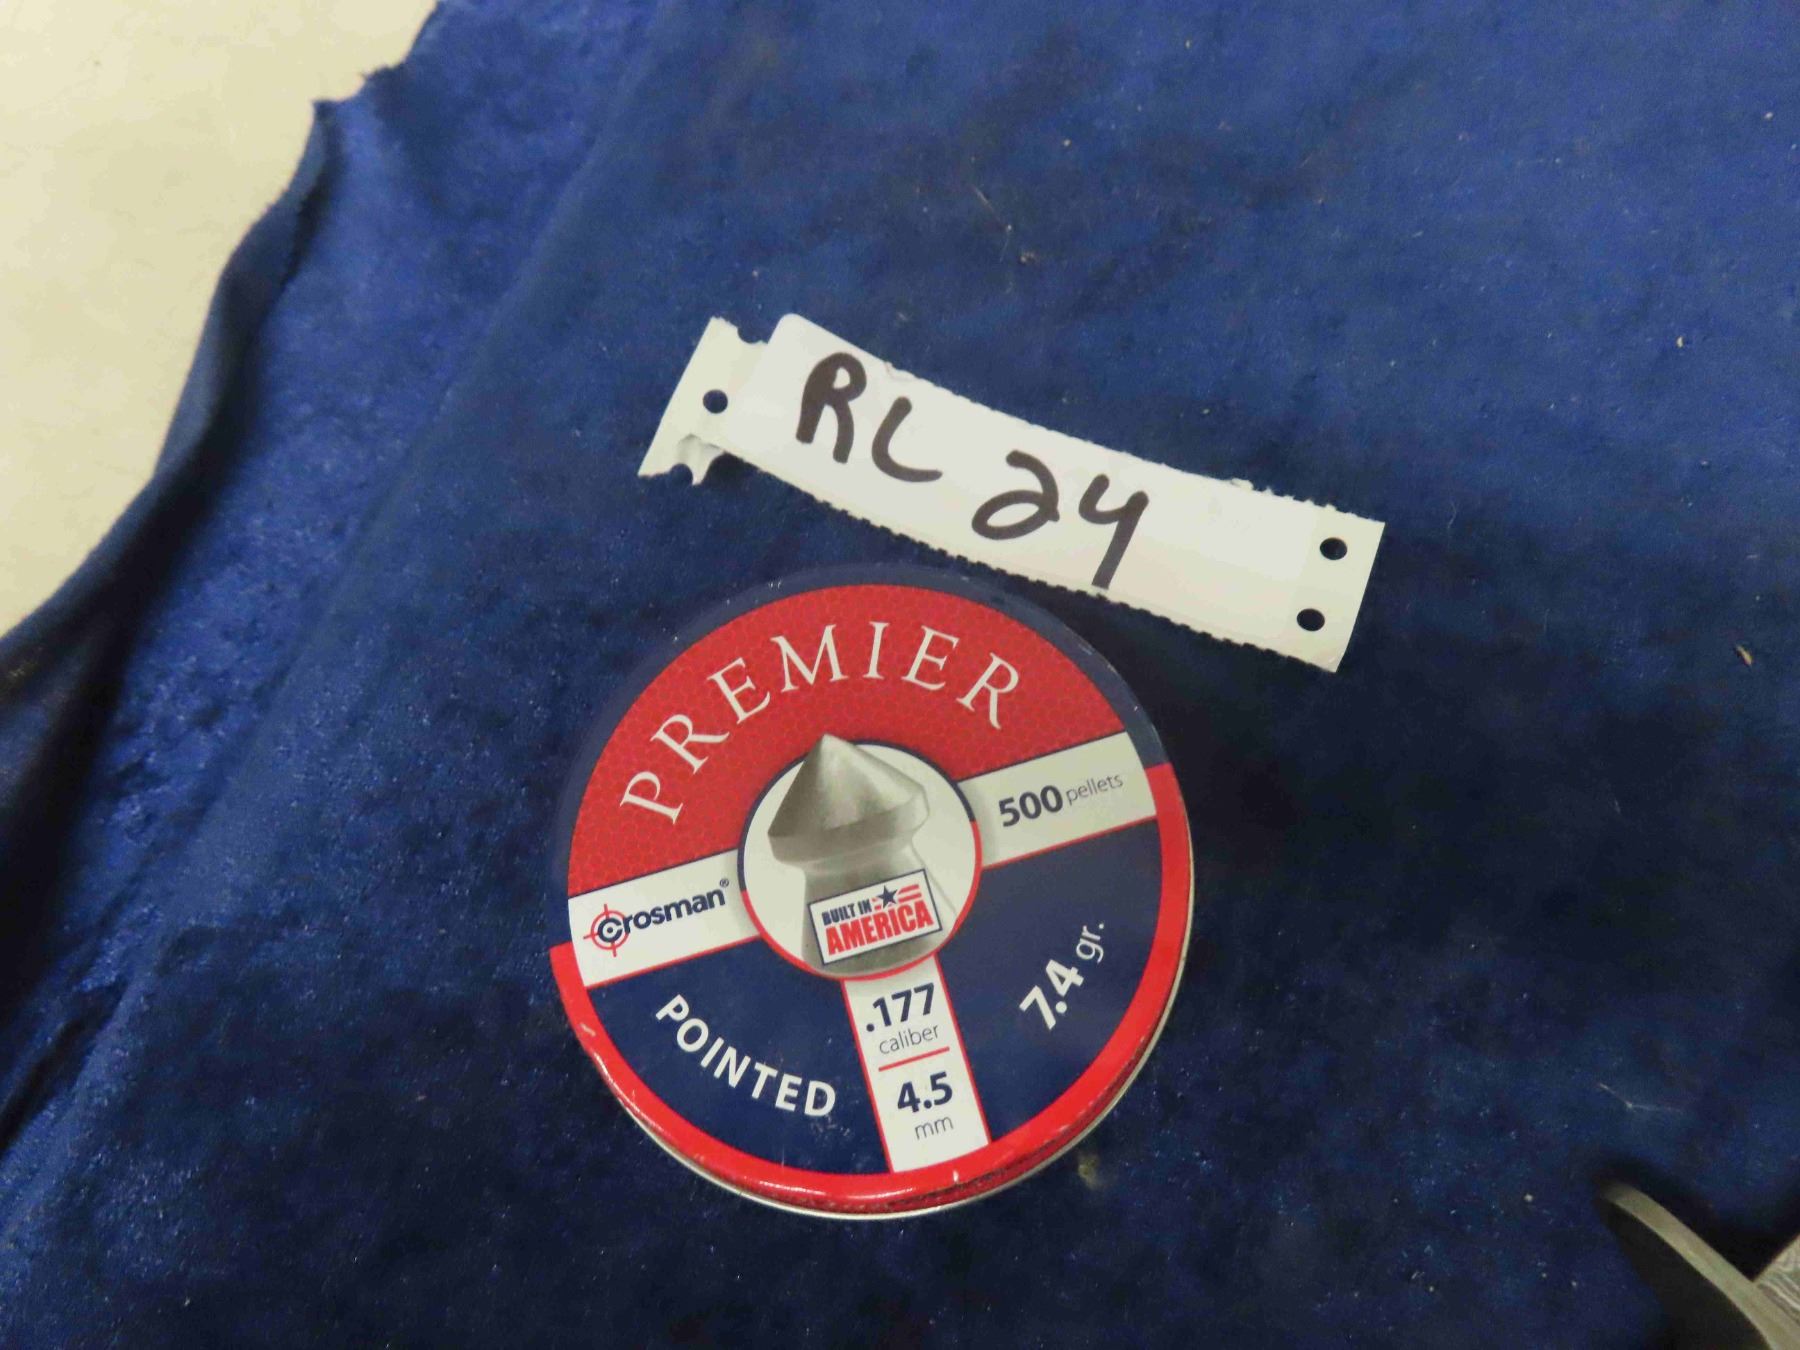 RL 24
PREMIER
500 pellets
crosman®
BUILT IN
AMERICA
7.4 gr.
POINTED
.177
caliber
4.5
mm